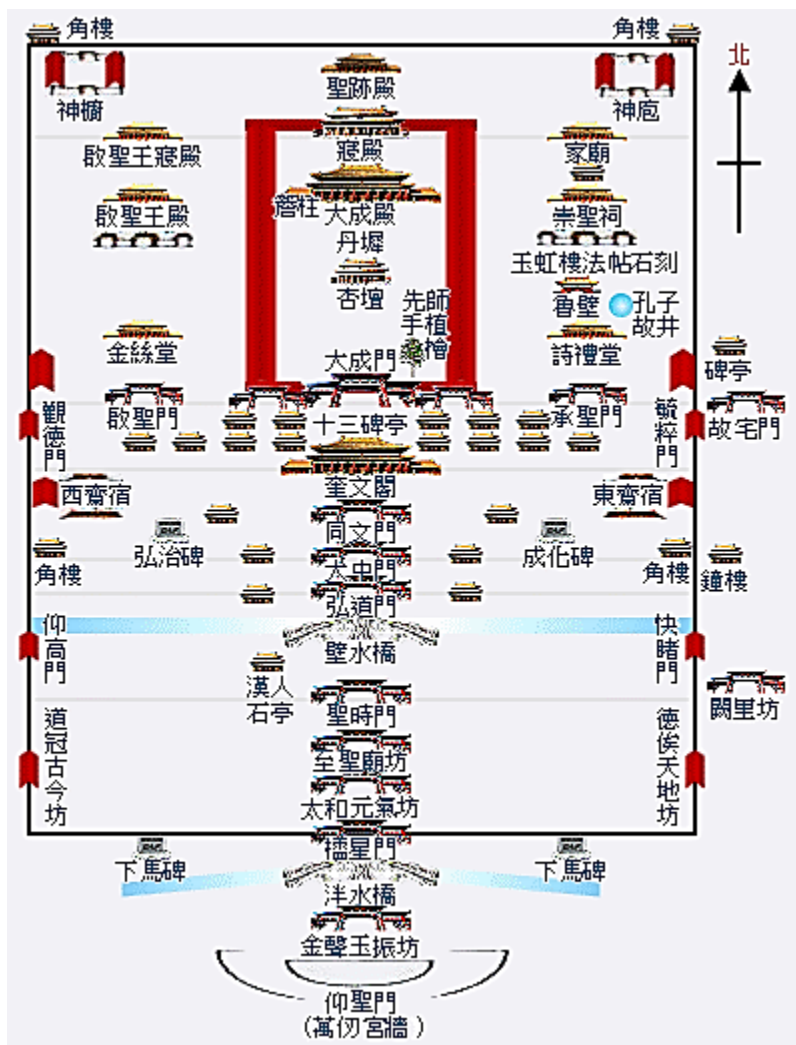 角樓
角樓
北
聖跡殿
神櫥
神庖
寢殿
啟聖王寢殿
家廟
簷柱
大成殿
啟聖王殿
崇聖祠
丹墀
玉虹樓法帖石刻
杏壇
先師
手植
檜
魯壁
孔子
故井
金絲堂
大成門
詩禮堂
碑亭
啟聖門
十三碑亭
承聖門
觀德門
毓粹門
故宅門
奎文閣
西齋宿
東齋宿
同文門
弘治碑
成化碑
大中門
角樓
角樓
鐘樓
弘道門
仰高門
快睹門
壁水橋
漢人
石亭
聖時門
闕里坊
道冠古今坊
德侔天地坊
至聖廟坊
太和元氣坊
櫺星門
下馬碑
下馬碑
洋水橋
金聲玉振坊
仰聖門
(萬仞宮牆)